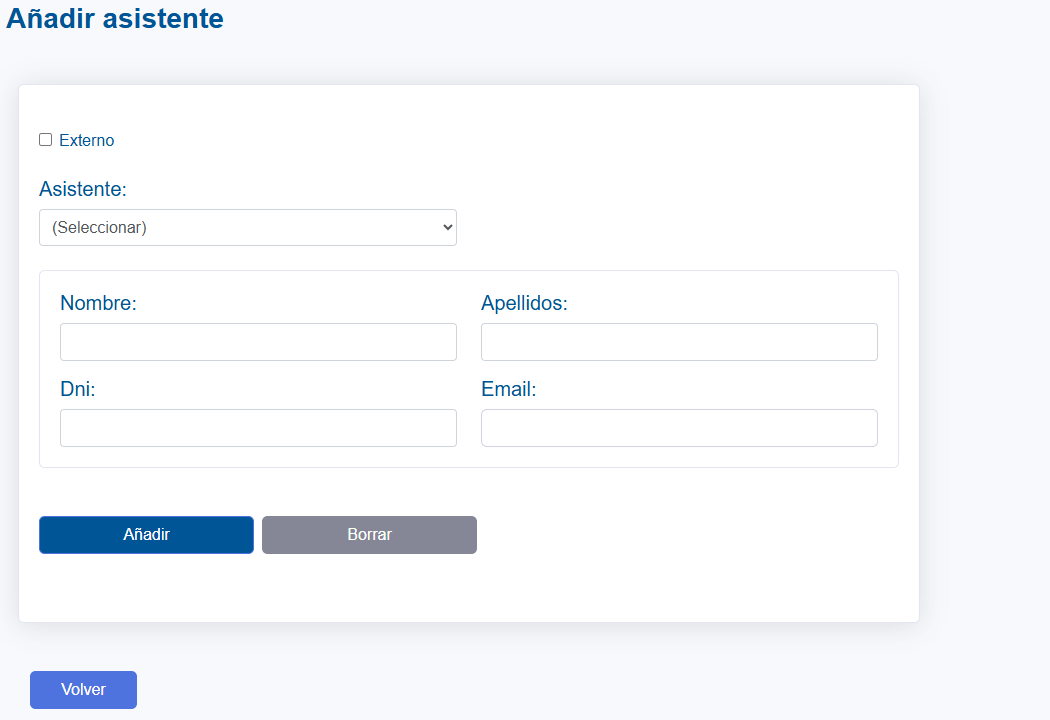 Añadir asistente
Externo
Asistente:
(Seleccionar)
Nombre:
Apellidos:
Dni:
Email:
Añadir
Borrar
Volver